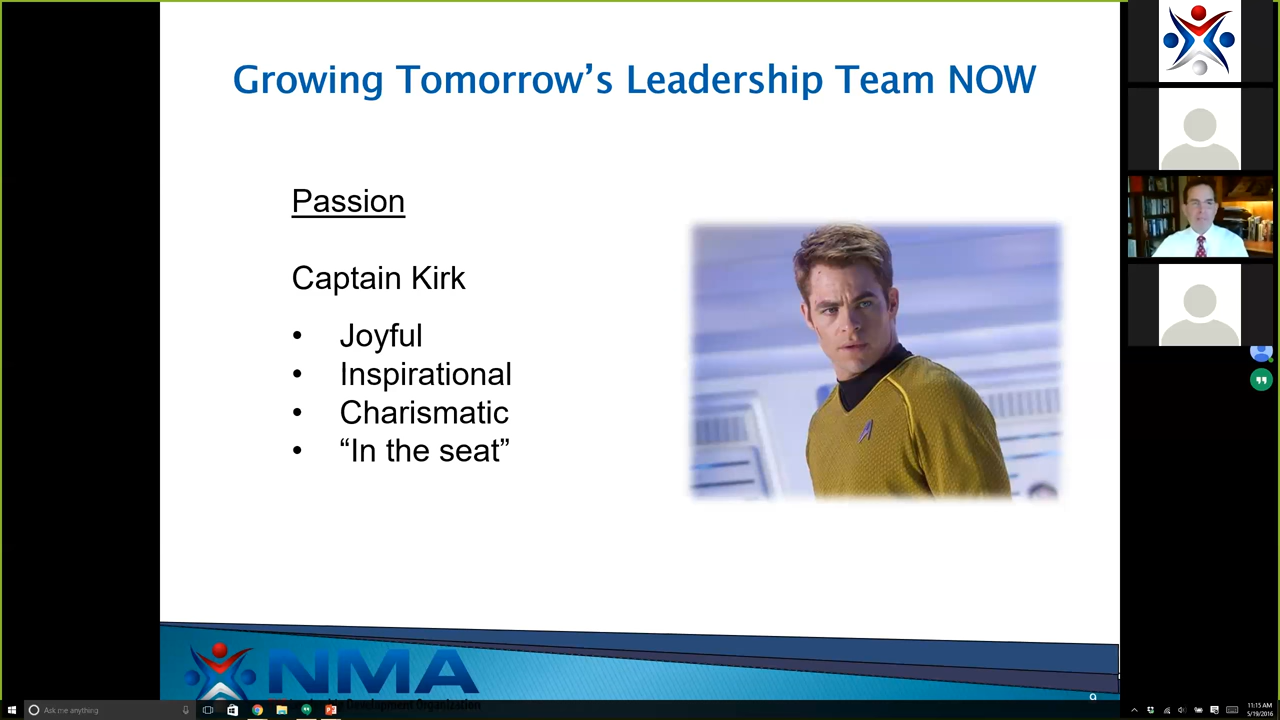 Growing Tomorrow’s Leadership Team NOW
Passion
Captain Kirk
• Joyful
• Inspirational
• Charismatic
• “In the seat”
NMA
Development Organization
Ask me anything
11:15 AM
5/19/2016